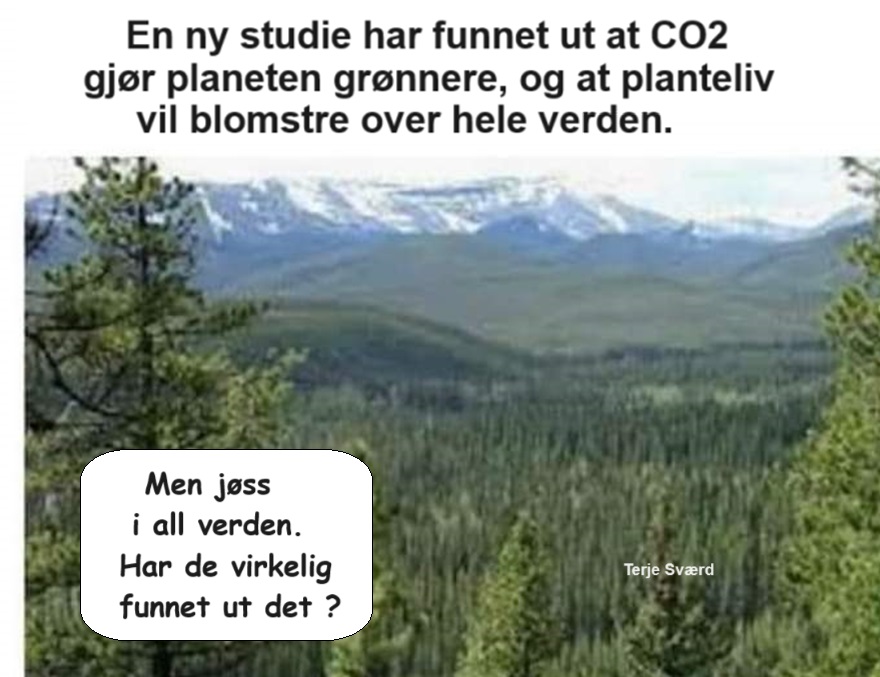 En ny studie har funnet ut at CO2
gjør planeten grønnere, og at planteliv
vil blomstre over hele verden.
Men jøss
i all verden.
Har de virkelig
funnet ut det ?
Terje Sværd